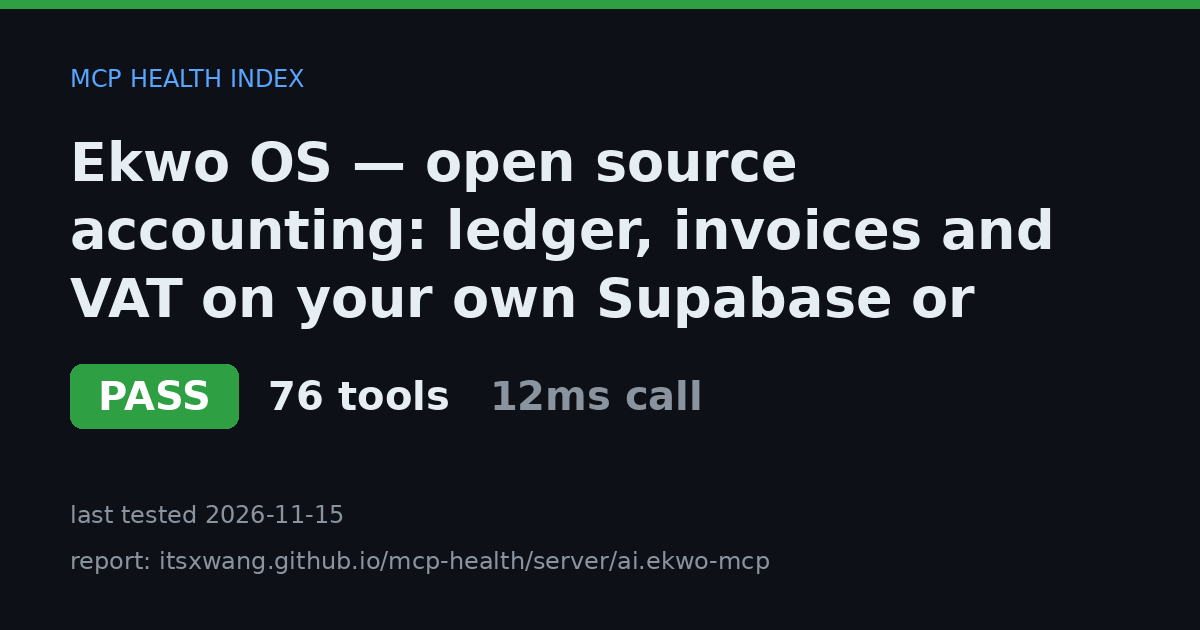 MCP HEALTH INDEX
Ekwo OS — open source
accounting: ledger, invoices and
VAT on your own Supabase or
PASS 76 tools 12ms call
last tested 2026-11-15
report: itsxwang.github.io/mcp-health/server/ai.ekwo-mcp